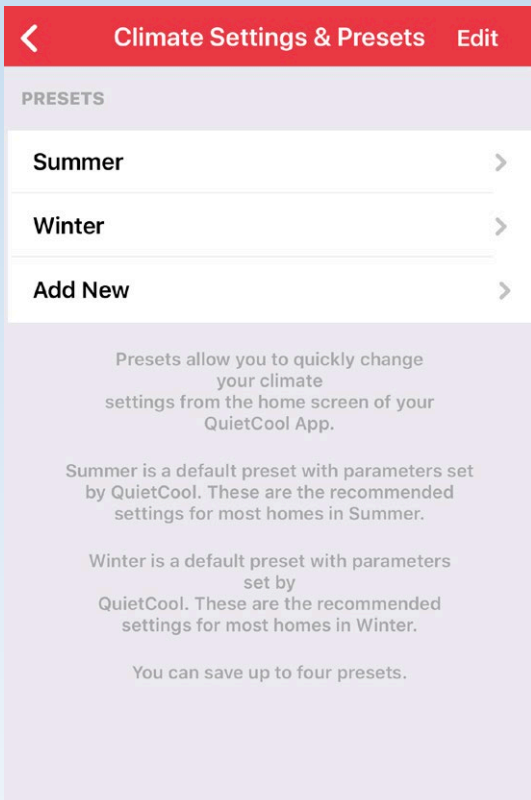 Climate Settings & Presets Edit
PRESETS
Summer
Winter
Add New
Presets allow you to quickly change
your climate
settings from the home screen of your
QuietCool App.
Summer is a default preset with parameters set
by QuietCool. These are the recommended
settings for most homes in Summer.
Winter is a default preset with parameters
set by
QuietCool. These are the recommended
settings for most homes in Winter.
You can save up to four presets.